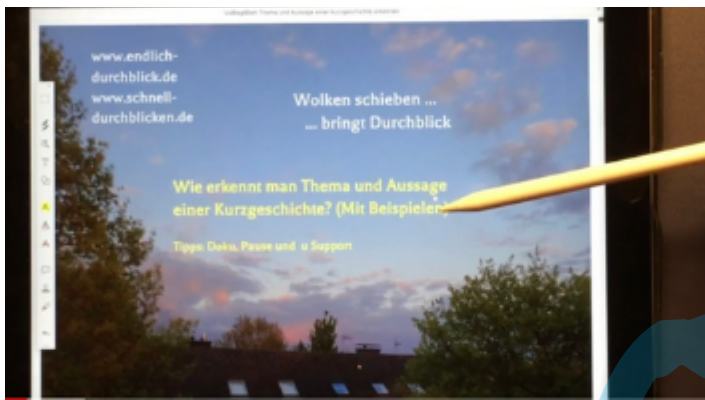 www.endlich-
durchblick.de
www.schnell-
durchblicken.de
Wolken schieben ...
.... bringt Durchblick
Wie erkennt man Thema und Aussage
einer Kurzgeschichte? (Mit Beispielen)
Tipps: Doku, Pause und u Support